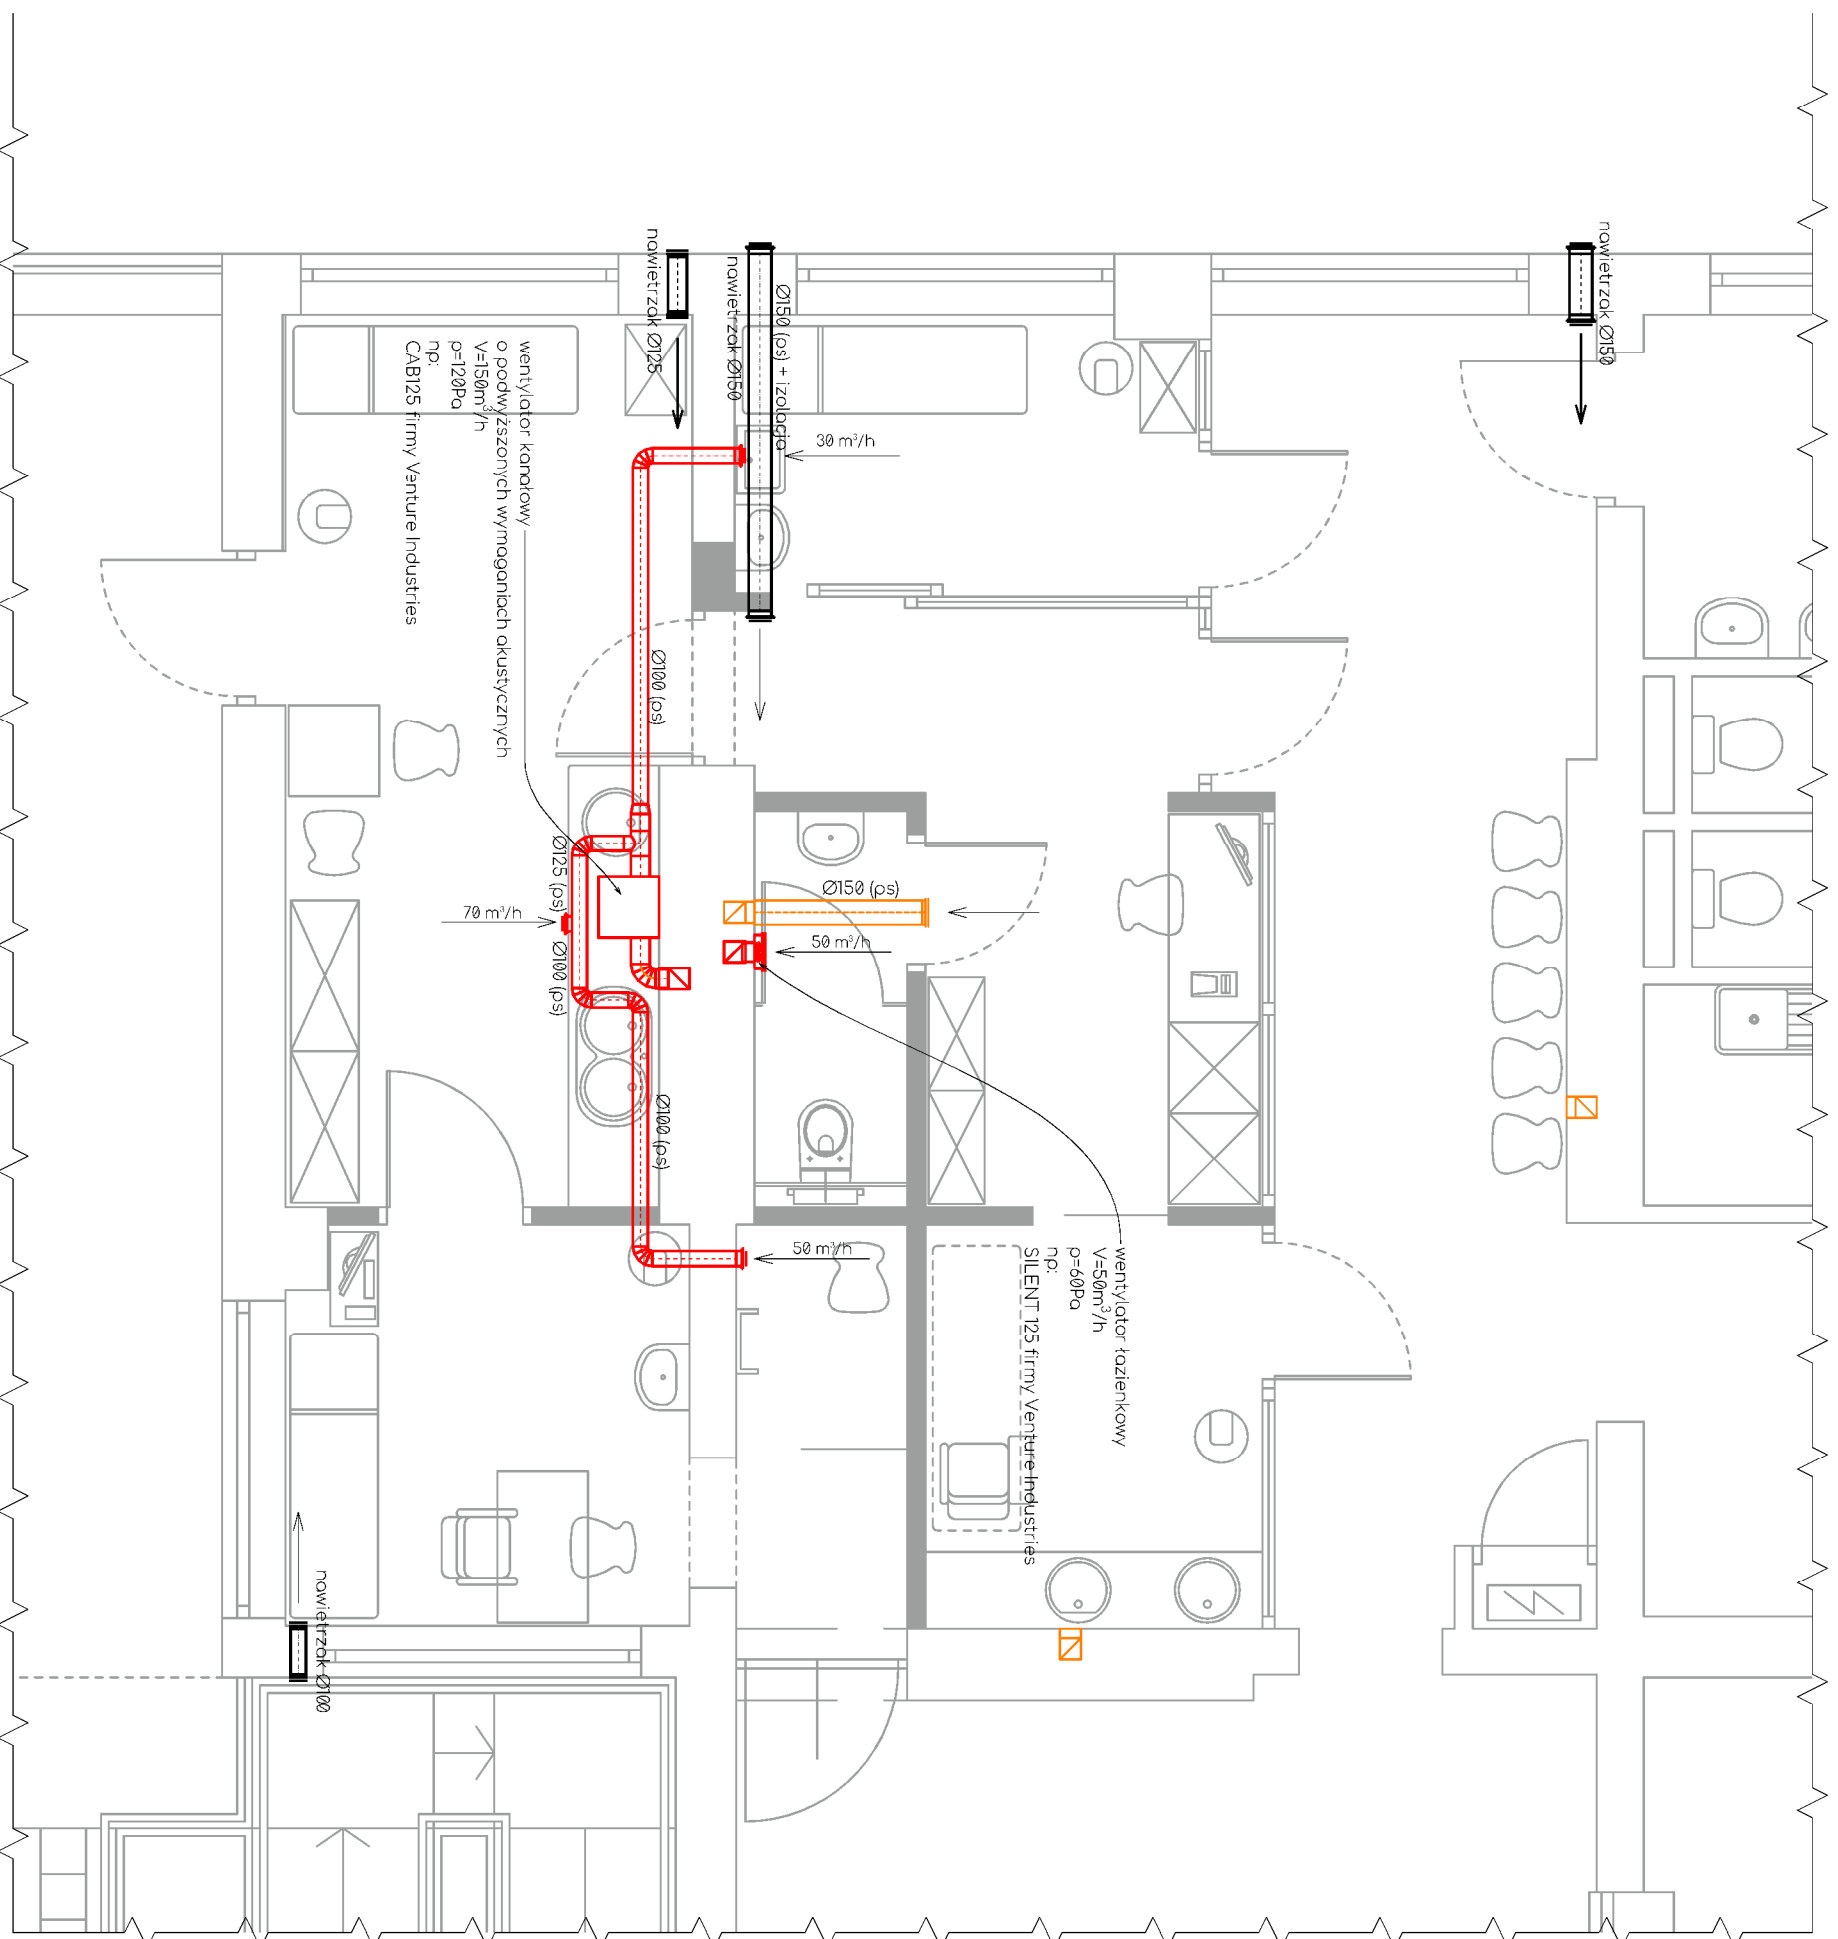 nawietrzak Ø125
nawietrzak Ø150
Ø150 (ps) + izolacja
nawietrzak Ø150
wentylator kanałowy
o podwyższonych wymaganiach akustycznych
V=150m³/h
p=120Pa
np:
CAB125 firmy Venture Industries
30 m³/h
Ø100 (ps)
Ø125 (ps)
70 m³/h
Ø100 (ps)
Ø150 (ps)
50 m³/h
Ø100 (ps)
50 m³/h
wentylator łazienkowy
V=50m³/h
p=60Pa
np:
SILENT 125 firmy Venture Industries
nawietrzak Ø100